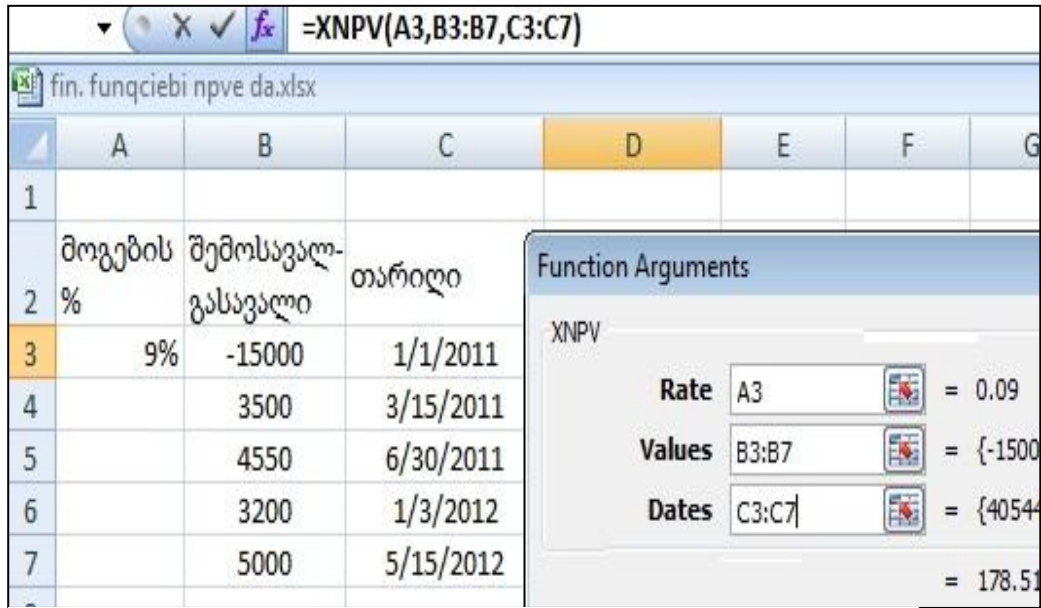 =XNPV(A3,B3:B7,C3:C7)
fin. funqciebi npve da.xlsx
A B C D E F G
1
მოგების შემოსავალ-
2 % გასავალი თარიღი
3 9% -15000 1/1/2011
4 3500 3/15/2011
5 4550 6/30/2011
6 3200 1/3/2012
7 5000 5/15/2012
Function Arguments
XNPV
Rate A3 = 0.09
Values B3:B7 = {-1500
Dates C3:C7 = {40544
= 178.51